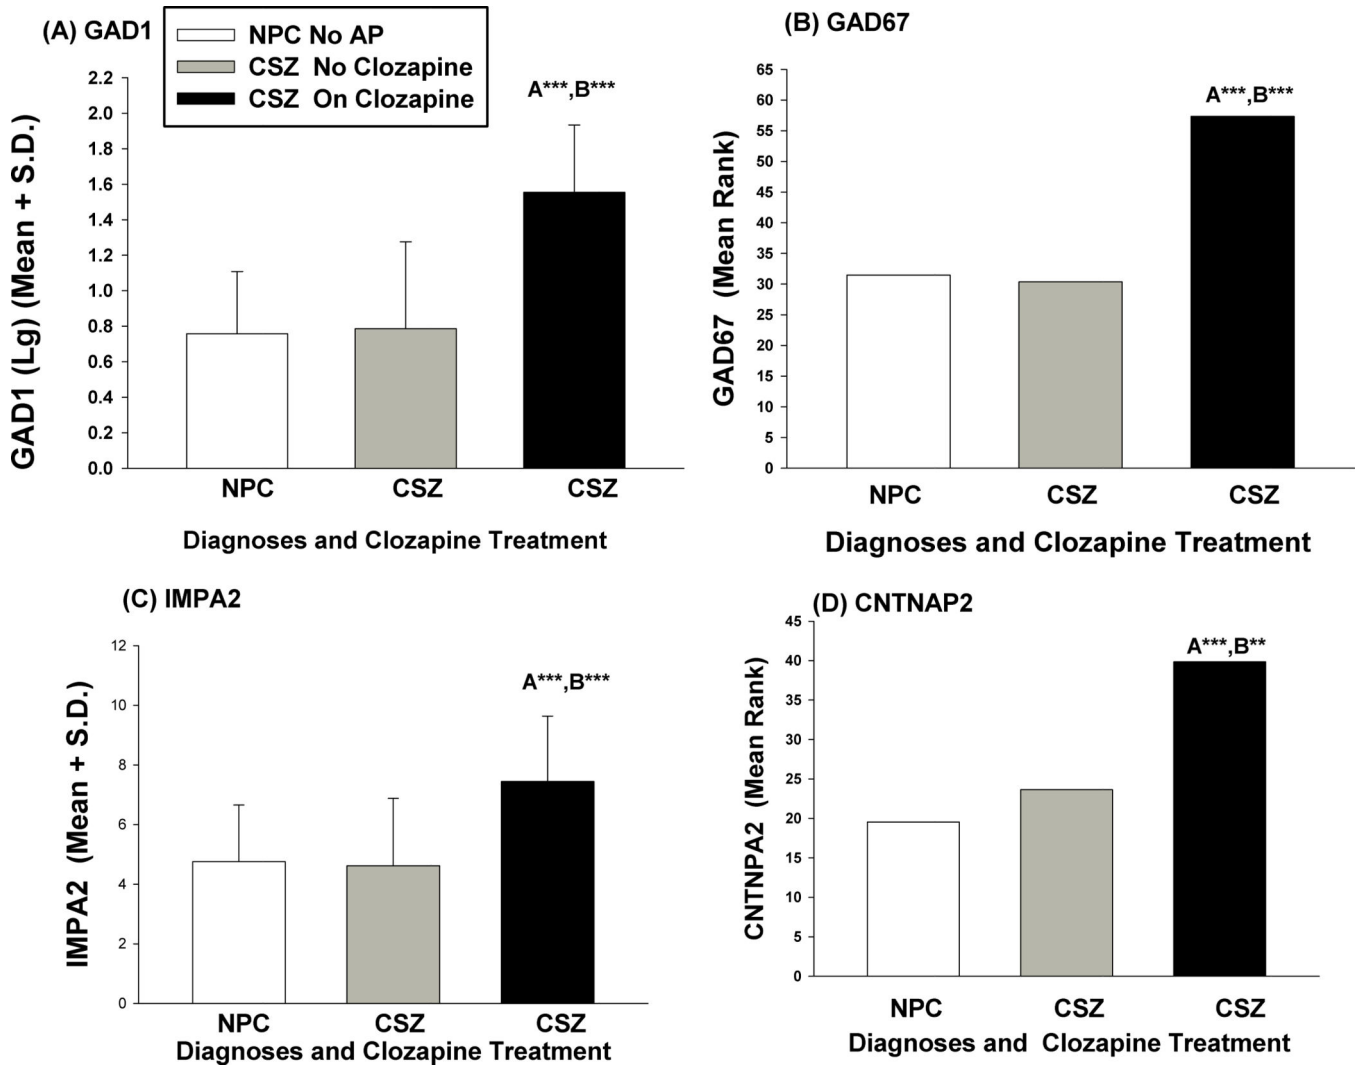 (A) GAD1
NPC No AP
CSZ No Clozapine
CSZ On Clozapine
GAD1 (Lg) (Mean + S.D.)
2.2
2.0
1.8
1.6
1.4
1.2
1.0
0.8
0.6
0.4
0.2
0.0
A***,B***
NPC CSZ CSZ
Diagnoses and Clozapine Treatment
(B) GAD67
GAD67 (Mean Rank)
65
60
55
50
45
40
35
30
25
20
15
10
5
0
A***,B***
NPC CSZ CSZ
Diagnoses and Clozapine Treatment
(C) IMPA2
IMPA2 (Mean + S.D.)
12
10
8
6
4
2
0
A***,B***
NPC CSZ CSZ
Diagnoses and Clozapine Treatment
(D) CNTNAP2
CNTNPA2 (Mean Rank)
45
40
35
30
25
20
15
10
5
0
A***,B**
NPC CSZ CSZ
Diagnoses and Clozapine Treatment